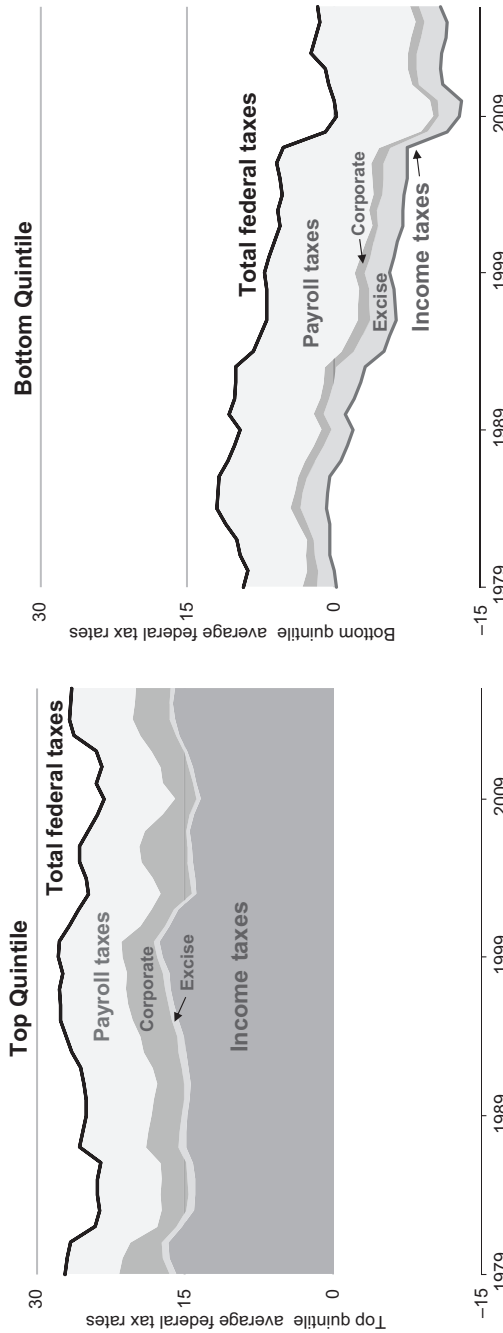 Top Quintile
Top quintile average federal tax rates
30
15
0
−15
Total federal taxes
Payroll taxes
Corporate
Excise
Income taxes
1979
1989
1999
2009
Bottom Quintile
Bottom quintile average federal tax rates
30
15
0
−15
Total federal taxes
Payroll taxes
Corporate
Excise
Income taxes
1979
1989
1999
2009